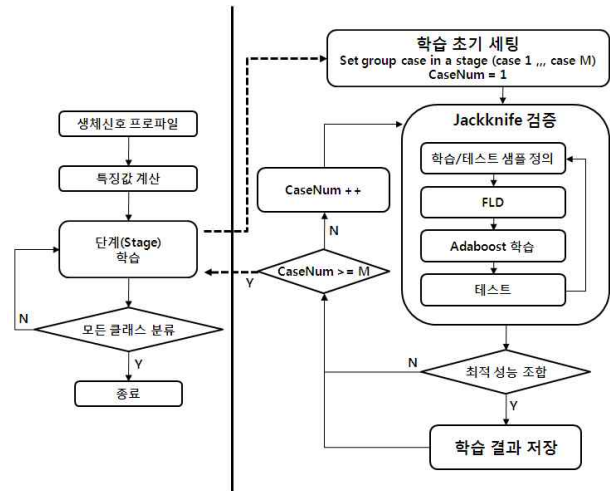 생체신호 프로파일
특징값 계산
단계(Stage)
학습
N
모든 클래스 분류
Y
종료
학습 초기 세팅
Set group case in a stage (case 1 ,,, case M)
CaseNum = 1
Jackknife 검증
학습/테스트 샘플 정의
FLD
Adaboost 학습
테스트
CaseNum ++
N
CaseNum >= M
Y
N
최적 성능 조합
Y
학습 결과 저장